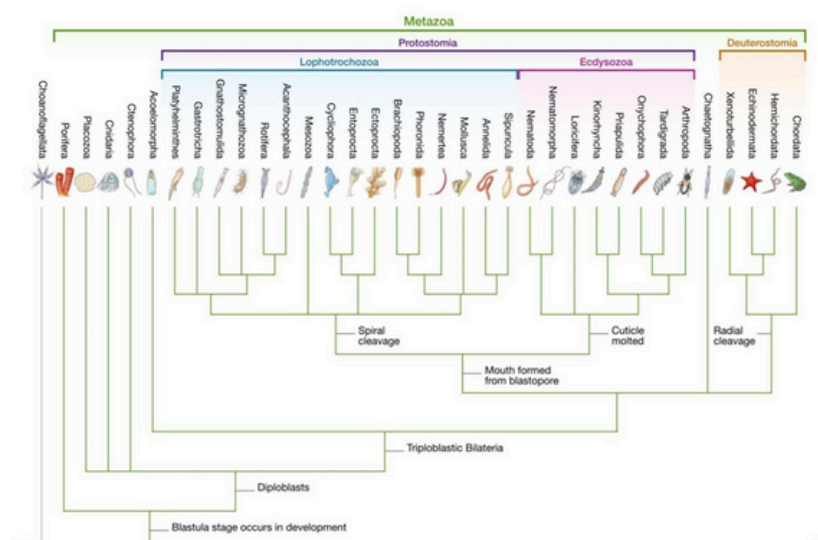 Metazoa
Protostomia
Deuterostomia
Lophotrochozoa
Ecdysozoa
Choanoflagellata
Porifera
Placozoa
Cnidaria
Ctenophora
Acoelomorpha
Platyhelminthes
Gastrotricha
Gnathostomulida
Micrognathozoa
Rotifera
Acanthocephala
Mesozoa
Cycliophora
Entoprocta
Ectoprocta
Brachiopoda
Phoronida
Nemertea
Mollusca
Annelida
Sipuncula
Nematoda
Nematomorpha
Loricifera
Kinorhyncha
Priapulida
Onychophora
Tardigrada
Arthropoda
Chaetognatha
Xenoturbellida
Echinodermata
Hemichordata
Chordata
Spiral
cleavage
Cuticle
molted
Radial
cleavage
Mouth formed
from blastopore
Triploblastic Bilateria
Diploblasts
Blastula stage occurs in development